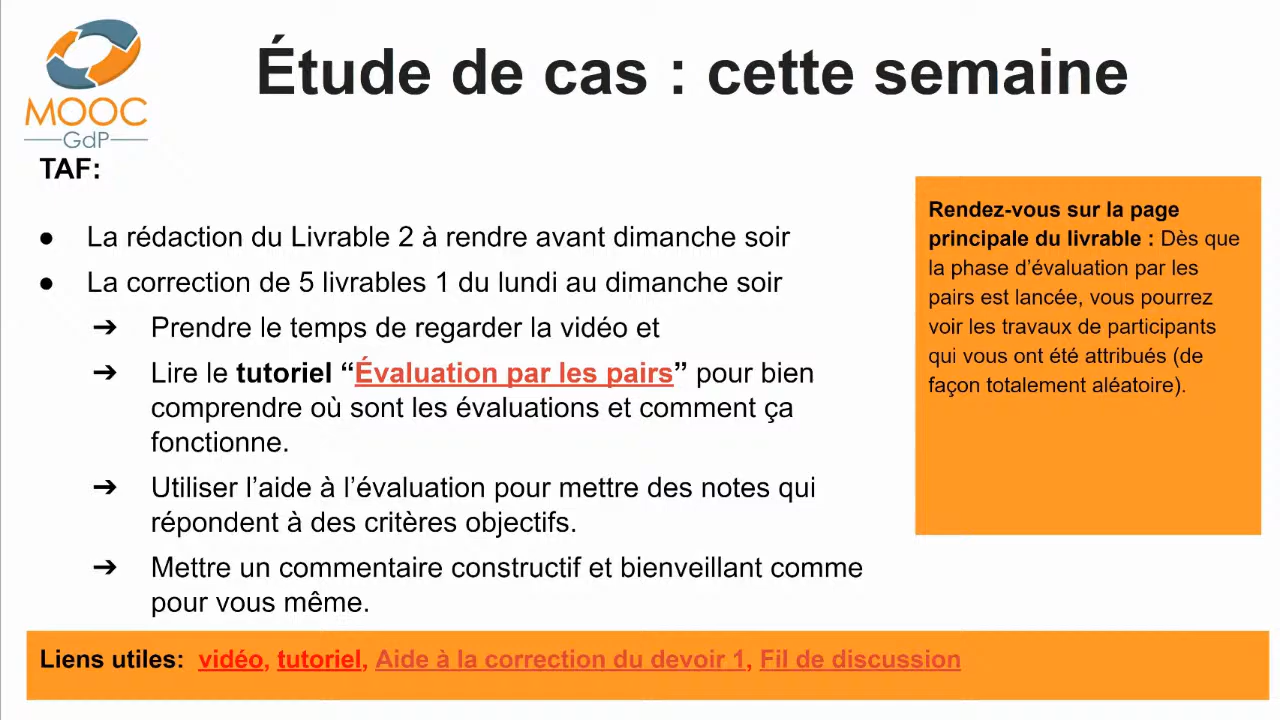 MOOC
GdP
Étude de cas : cette semaine
TAF:
● La rédaction du Livrable 2 à rendre avant dimanche soir
● La correction de 5 livrables 1 du lundi au dimanche soir
➔ Prendre le temps de regarder la vidéo et
➔ Lire le tutoriel “Évaluation par les pairs” pour bien
comprendre où sont les évaluations et comment ça
fonctionne.
➔ Utiliser l’aide à l’évaluation pour mettre des notes qui
répondent à des critères objectifs.
➔ Mettre un commentaire constructif et bienveillant comme
pour vous même.
Rendez-vous sur la page
principale du livrable : Dès que
la phase d’évaluation par les
pairs est lancée, vous pourrez
voir les travaux de participants
qui vous ont été attribués (de
façon totalement aléatoire).
Liens utiles: vidéo, tutoriel, Aide à la correction du devoir 1, Fil de discussion